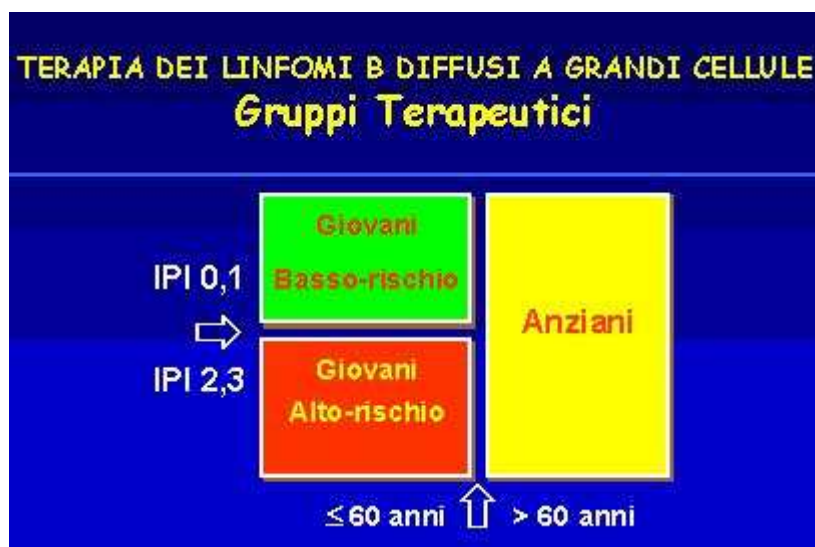 TERAPIA DEI LINFOMI B DIFFUSI A GRANDI CELLULE
Gruppi Terapeutici
IPI 0,1
IPI 2,3
Giovani
Basso-rischio
Giovani
Alto-rischio
Anziani
≤60 anni
> 60 anni